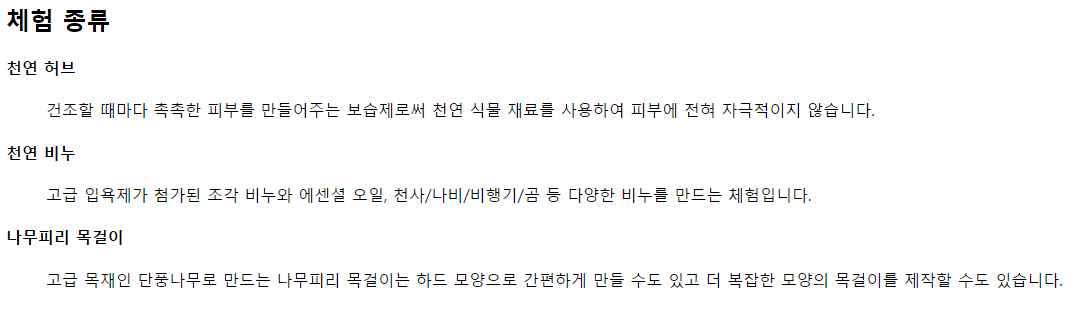 체험 종류
천연 허브
건조할 때마다 촉촉한 피부를 만들어주는 보습제로써 천연 식물 재료를 사용하여 피부에 전혀 자극적이지 않습니다.
천연 비누
고급 입욕제가 첨가된 조각 비누와 에센셜 오일, 천사/나비/비행기/곰 등 다양한 비누를 만드는 체험입니다.
나무피리 목걸이
고급 목재인 단풍나무로 만드는 나무피리 목걸이는 하드 모양으로 간편하게 만들 수도 있고 더 복잡한 모양의 목걸이를 제작할 수도 있습니다.